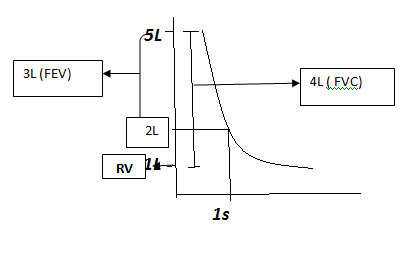 5L
3L (FEV)
4L ( FVC)
2L
RV
1L
1s